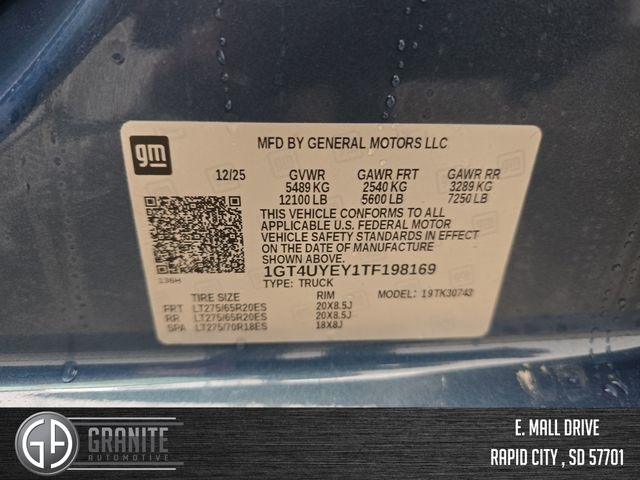 gm
MFD BY GENERAL MOTORS LLC
12/25 GVWR GAWR FRT GAWR RR
5489 KG 2540 KG 3289 KG
12100 LB 5600 LB 7250 LB
THIS VEHICLE CONFORMS TO ALL
APPLICABLE U.S. FEDERAL MOTOR
VEHICLE SAFETY STANDARDS IN EFFECT
ON THE DATE OF MANUFACTURE
SHOWN ABOVE.
1GT4UYEY1TF198169
TYPE: TRUCK
136H
MODEL: 19TK30743
TIRE SIZE RIM
FRT LT275/65R20ES 20X8.5J
RR LT275/65R20ES 20X8.5J
SPA LT275/70R18ES 18X8J
GA GRANITE
AUTOMOTIVE
E. MALL DRIVE
RAPID CITY , SD 57701